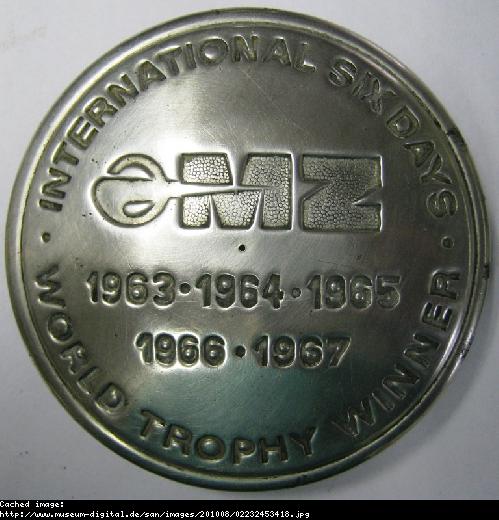 · INTERNATIONAL SIX DAYS ·
MZ
1963 · 1964 · 1965
1966 · 1967
WORLD TROPHY WINNER
Cached image:
http://www.museum-digital.de/san/images/201008/02232453418.jpg